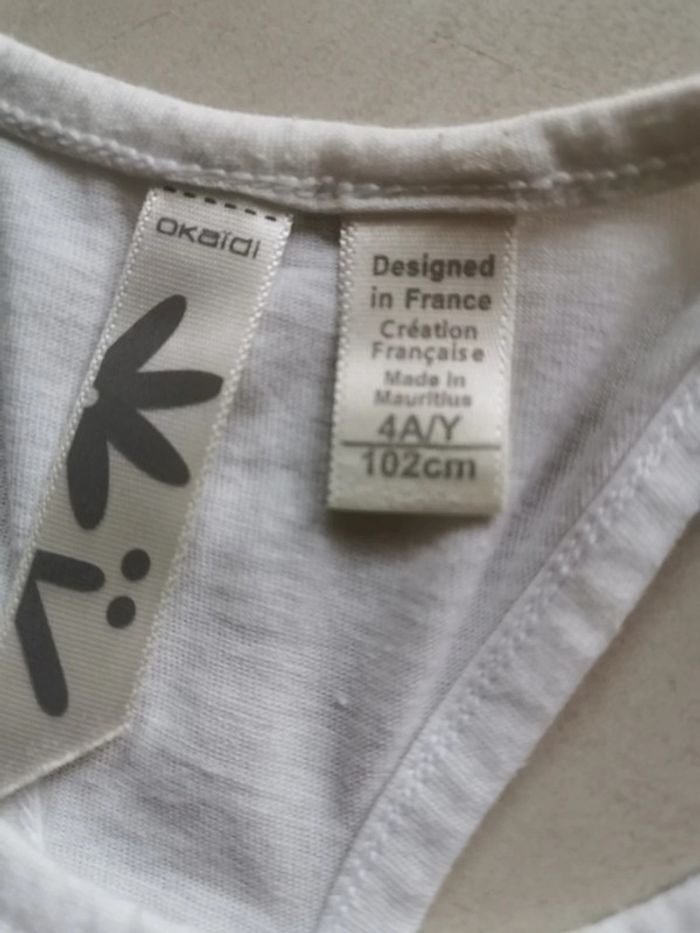 okaïdi
Designed
in France
Création
Française
Made in
Mauritius
4A/Y
102cm